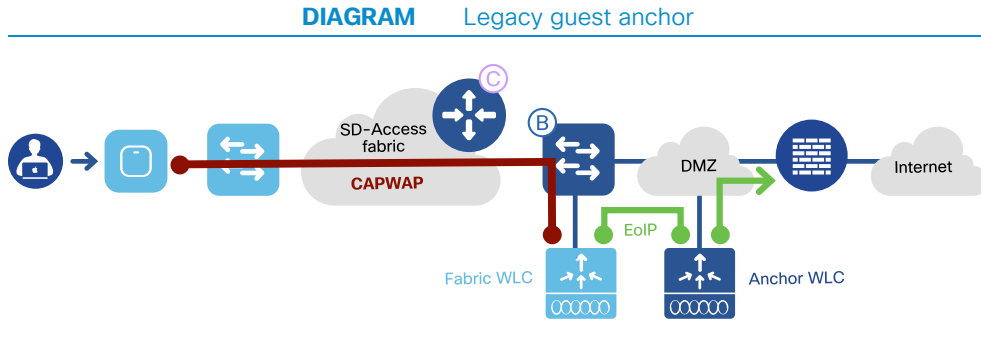 DIAGRAM Legacy guest anchor
C
B
SD-Access
fabric
CAPWAP
DMZ
Internet
EoIP
Fabric WLC
Anchor WLC